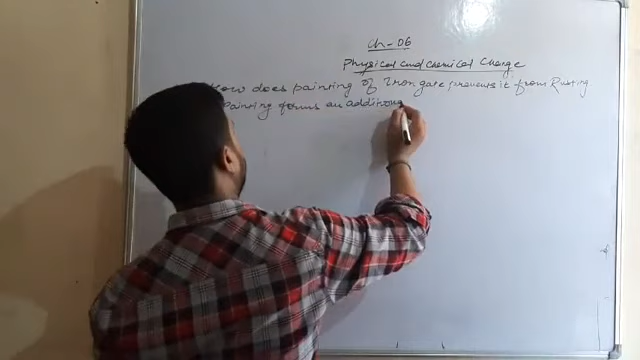 Ch - 06
Physical and Chemical Change
How does painting of Iron gate prevents it from Rusting
Painting forms an additiona